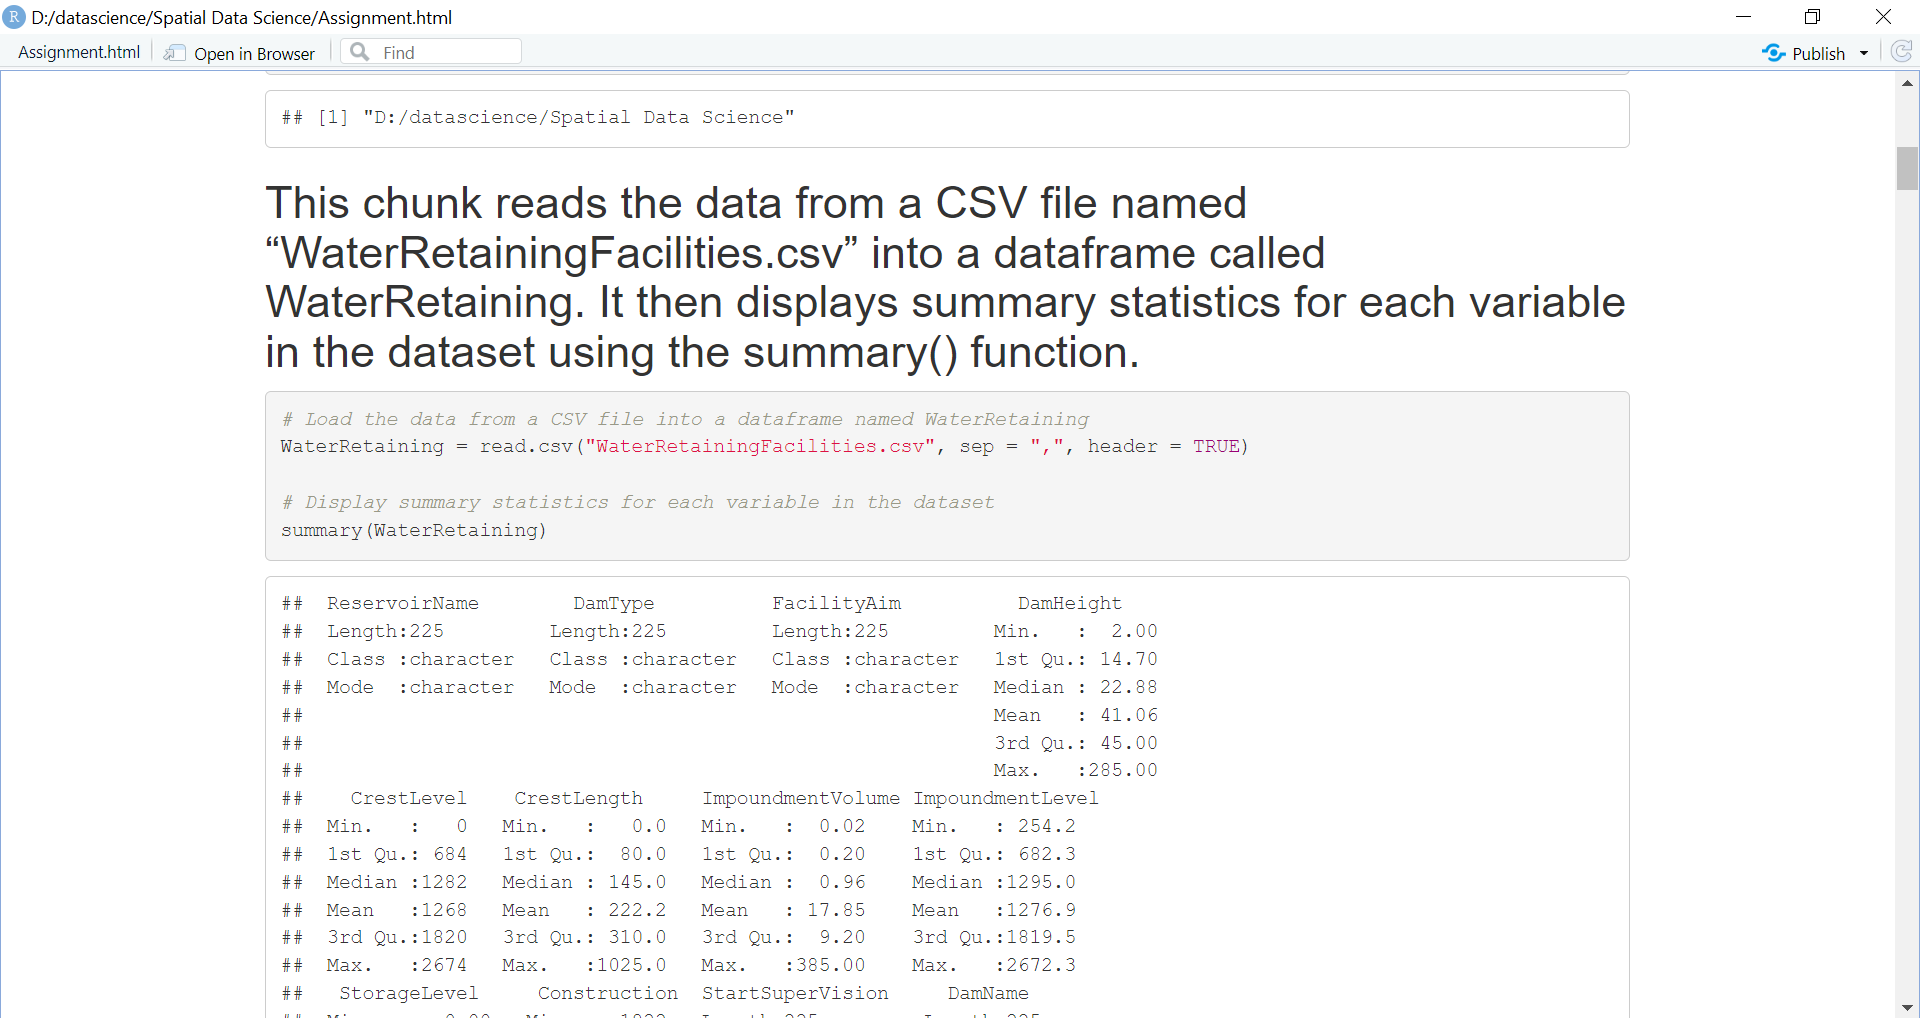 R D:/datascience/Spatial Data Science/Assignment.html
Assignment.html Open in Browser Find Publish
## [1] "D:/datascience/Spatial Data Science"
This chunk reads the data from a CSV file named
“WaterRetainingFacilities.csv” into a dataframe called
WaterRetaining. It then displays summary statistics for each variable
in the dataset using the summary() function.
# Load the data from a CSV file into a dataframe named WaterRetaining
WaterRetaining = read.csv("WaterRetainingFacilities.csv", sep = ",", header = TRUE)
# Display summary statistics for each variable in the dataset
summary(WaterRetaining)
##  ReservoirName        DamType          FacilityAim          DamHeight
##  Length:225         Length:225         Length:225         Min.   :  2.00
##  Class :character   Class :character   Class :character   1st Qu.: 14.70
##  Mode  :character   Mode  :character   Mode  :character   Median : 22.88
##                                                           Mean   : 41.06
##                                                           3rd Qu.: 45.00
##                                                           Max.   :285.00
##    CrestLevel    CrestLength     ImpoundmentVolume ImpoundmentLevel
##  Min.   :   0   Min.   :   0.0   Min.   :  0.02    Min.   : 254.2
##  1st Qu.: 684   1st Qu.:  80.0   1st Qu.:  0.20    1st Qu.: 682.3
##  Median :1282   Median : 145.0   Median :  0.96    Median :1295.0
##  Mean   :1268   Mean   : 222.2   Mean   : 17.85    Mean   :1276.9
##  3rd Qu.:1820   3rd Qu.: 310.0   3rd Qu.:  9.20    3rd Qu.:1819.5
##  Max.   :2674   Max.   :1025.0   Max.   :385.00    Max.   :2672.3
##   StorageLevel     Construction  StartSuperVision     DamName